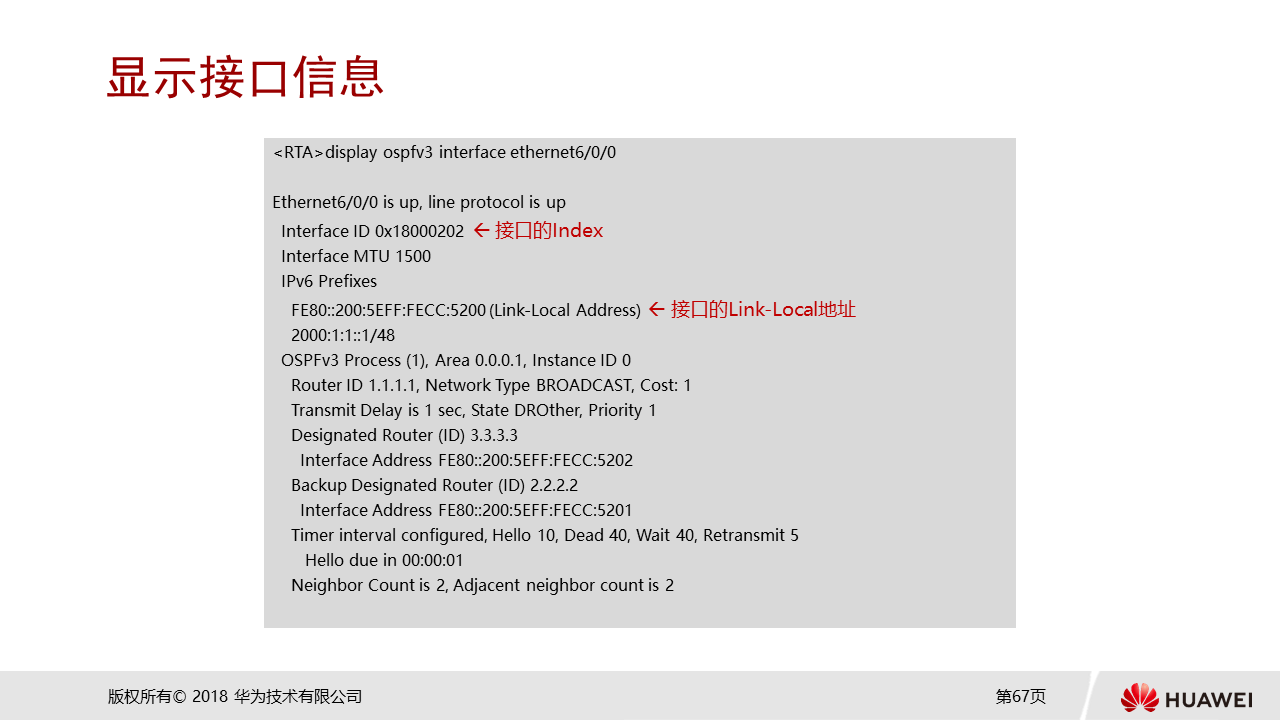 显示接口信息
<RTA>display ospfv3 interface ethernet6/0/0
Ethernet6/0/0 is up, line protocol is up
Interface ID 0x18000202 ← 接口的Index
Interface MTU 1500
IPv6 Prefixes
FE80::200:5EFF:FECC:5200 (Link-Local Address) ← 接口的Link-Local地址
2000:1:1::1/48
OSPFv3 Process (1), Area 0.0.0.1, Instance ID 0
Router ID 1.1.1.1, Network Type BROADCAST, Cost: 1
Transmit Delay is 1 sec, State DROther, Priority 1
Designated Router (ID) 3.3.3.3
Interface Address FE80::200:5EFF:FECC:5202
Backup Designated Router (ID) 2.2.2.2
Interface Address FE80::200:5EFF:FECC:5201
Timer interval configured, Hello 10, Dead 40, Wait 40, Retransmit 5
Hello due in 00:00:01
Neighbor Count is 2, Adjacent neighbor count is 2
版权所有© 2018 华为技术有限公司
第67页
HUAWEI